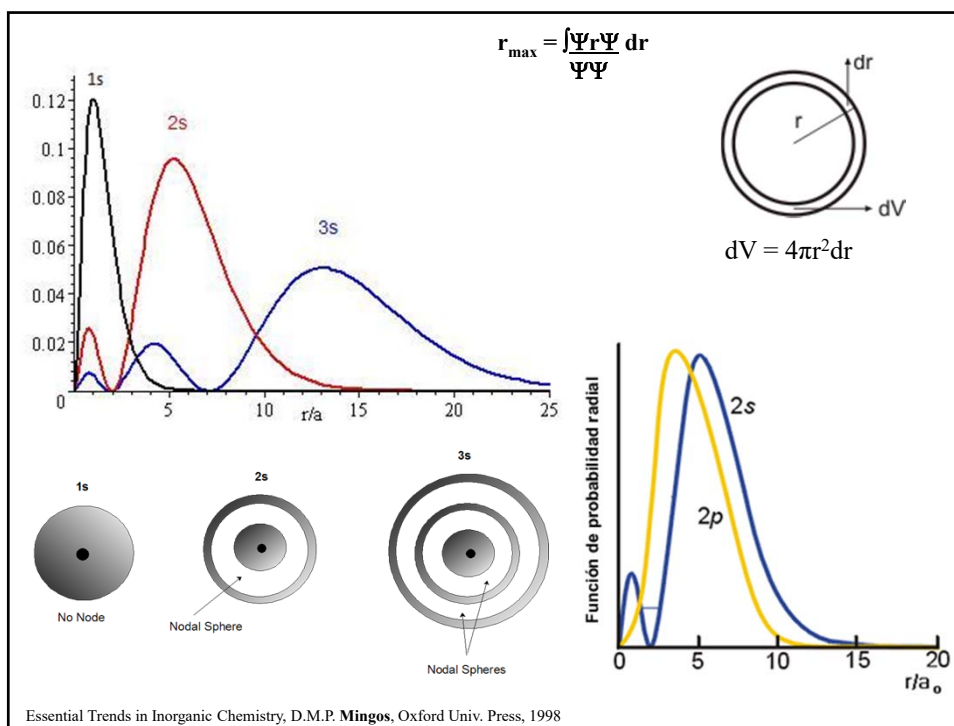 r_max = ∫ΨrΨ dr
ΨΨ
1s
2s
3s
0.12
0.1
0.08
0.06
0.04
0.02
0
5
10
15
20
25
r/a
dr
r
dV
dV = 4πr²dr
1s
No Node
2s
Nodal Sphere
3s
Nodal Spheres
Función de probabilidad radial
2s
2p
0
5
10
15
20
r/a₀
Essential Trends in Inorganic Chemistry, D.M.P. Mingos, Oxford Univ. Press, 1998